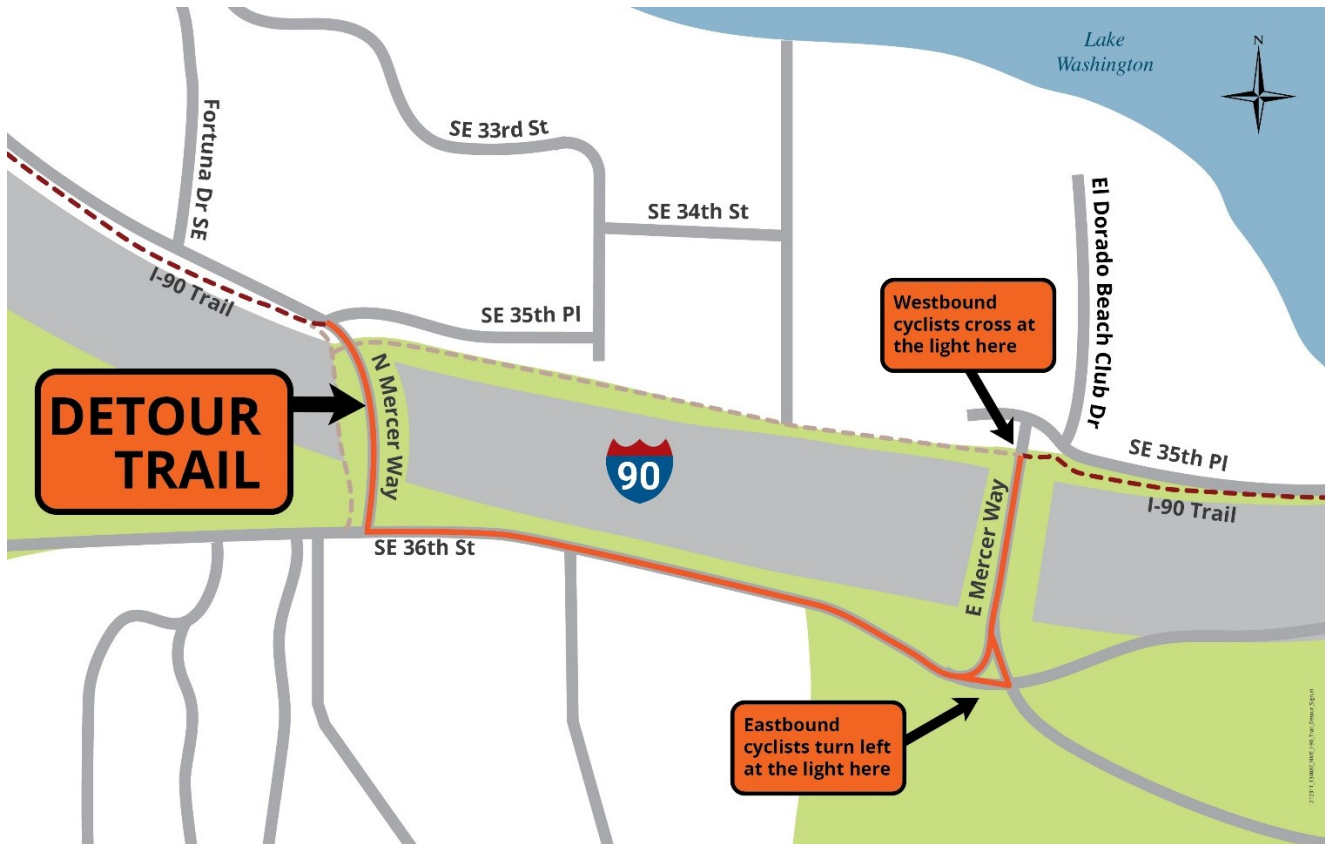 Lake
Washington
N
Fortuna Dr SE
SE 33rd St
SE 34th St
El Dorado Beach Club Dr
I-90 Trail
SE 35th Pl
Westbound
cyclists cross at
the light here
DETOUR
TRAIL
N Mercer Way
90
SE 35th Pl
I-90 Trail
E Mercer Way
SE 36th St
Eastbound
cyclists turn left
at the light here